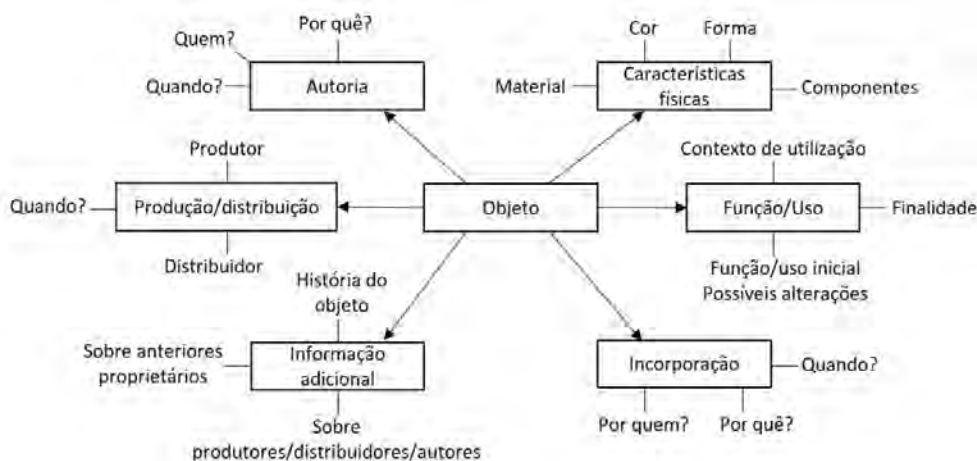 Por quê?
Quem?
Quando?
Autoria
Cor
Forma
Material
Características
físicas
Componentes
Produtor
Quando?
Produção/distribuição
Distribuidor
Objeto
Contexto de utilização
Função/Uso
Finalidade
Função/uso inicial
Possíveis alterações
História do
objeto
Sobre anteriores
proprietários
Informação
adicional
Sobre
produtores/distribuidores/autores
Incorporação
Quando?
Por quem?
Por quê?